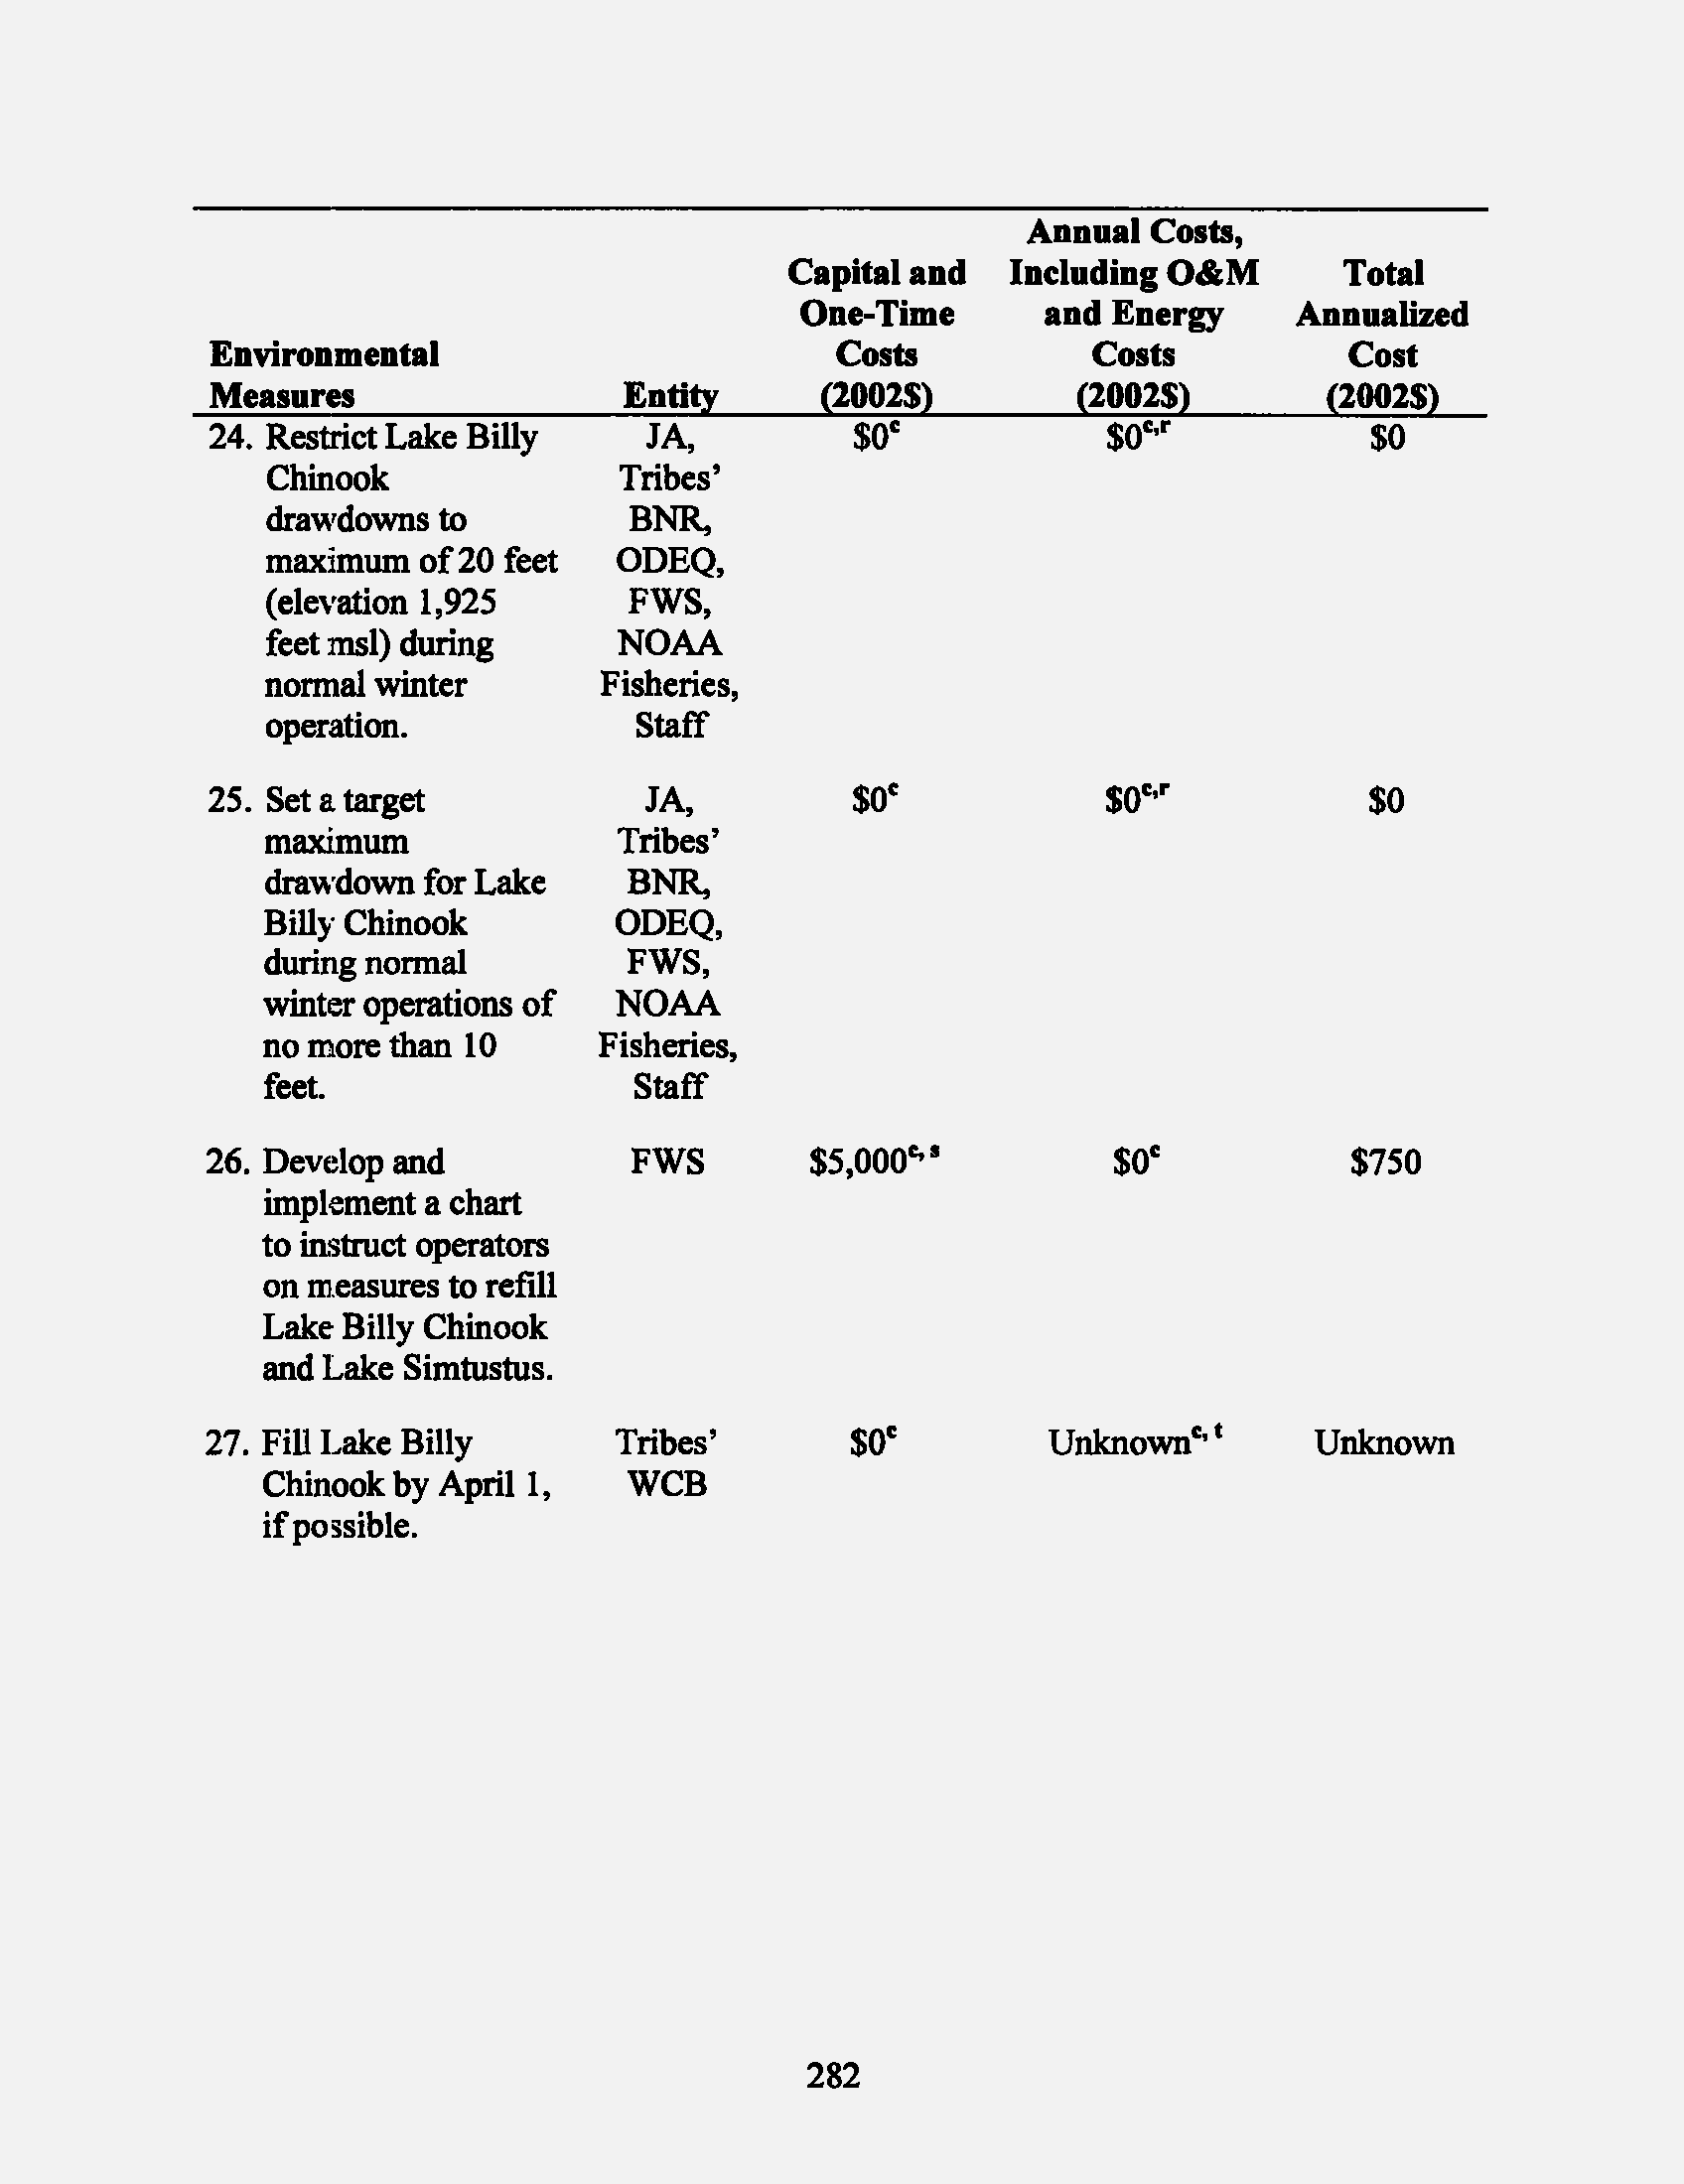 Annual Costs,
Capital and Including O&M Total
One-Time and Energy Annualized
Environmental Costs Costs Cost
Measures Entity (2002$) (2002$) (2002$)
24. Restrict Lake Billy JA, $0c $0c,r $0
Chinook Tribes’
drawdowns to BNR,
maximum of 20 feet ODEQ,
(elevation 1,925 FWS,
feet msl) during NOAA
normal winter Fisheries,
operation. Staff
25. Set a target JA, $0c $0c,r $0
maximum Tribes’
drawdown for Lake BNR,
Billy Chinook ODEQ,
during normal FWS,
winter operations of NOAA
no more than 10 Fisheries,
feet. Staff
26. Develop and FWS $5,000c, s $0c $750
implement a chart
to instruct operators
on measures to refill
Lake Billy Chinook
and Lake Simtustus.
27. Fill Lake Billy Tribes’ $0c Unknownc, t Unknown
Chinook by April 1, WCB
if possible.
282